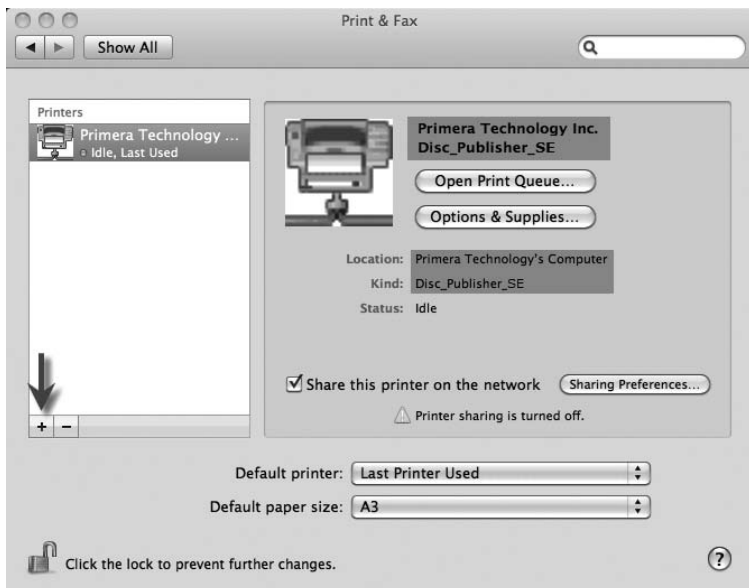 Print & Fax
Show All
Printers
Primera Technology ...
Idle, Last Used
Primera Technology Inc.
Disc_Publisher_SE
Open Print Queue...
Options & Supplies...
Location: Primera Technology's Computer
Kind: Disc_Publisher_SE
Status: Idle
Share this printer on the network
Sharing Preferences...
Printer sharing is turned off.
+ −
Default printer: Last Printer Used
Default paper size: A3
Click the lock to prevent further changes.
?